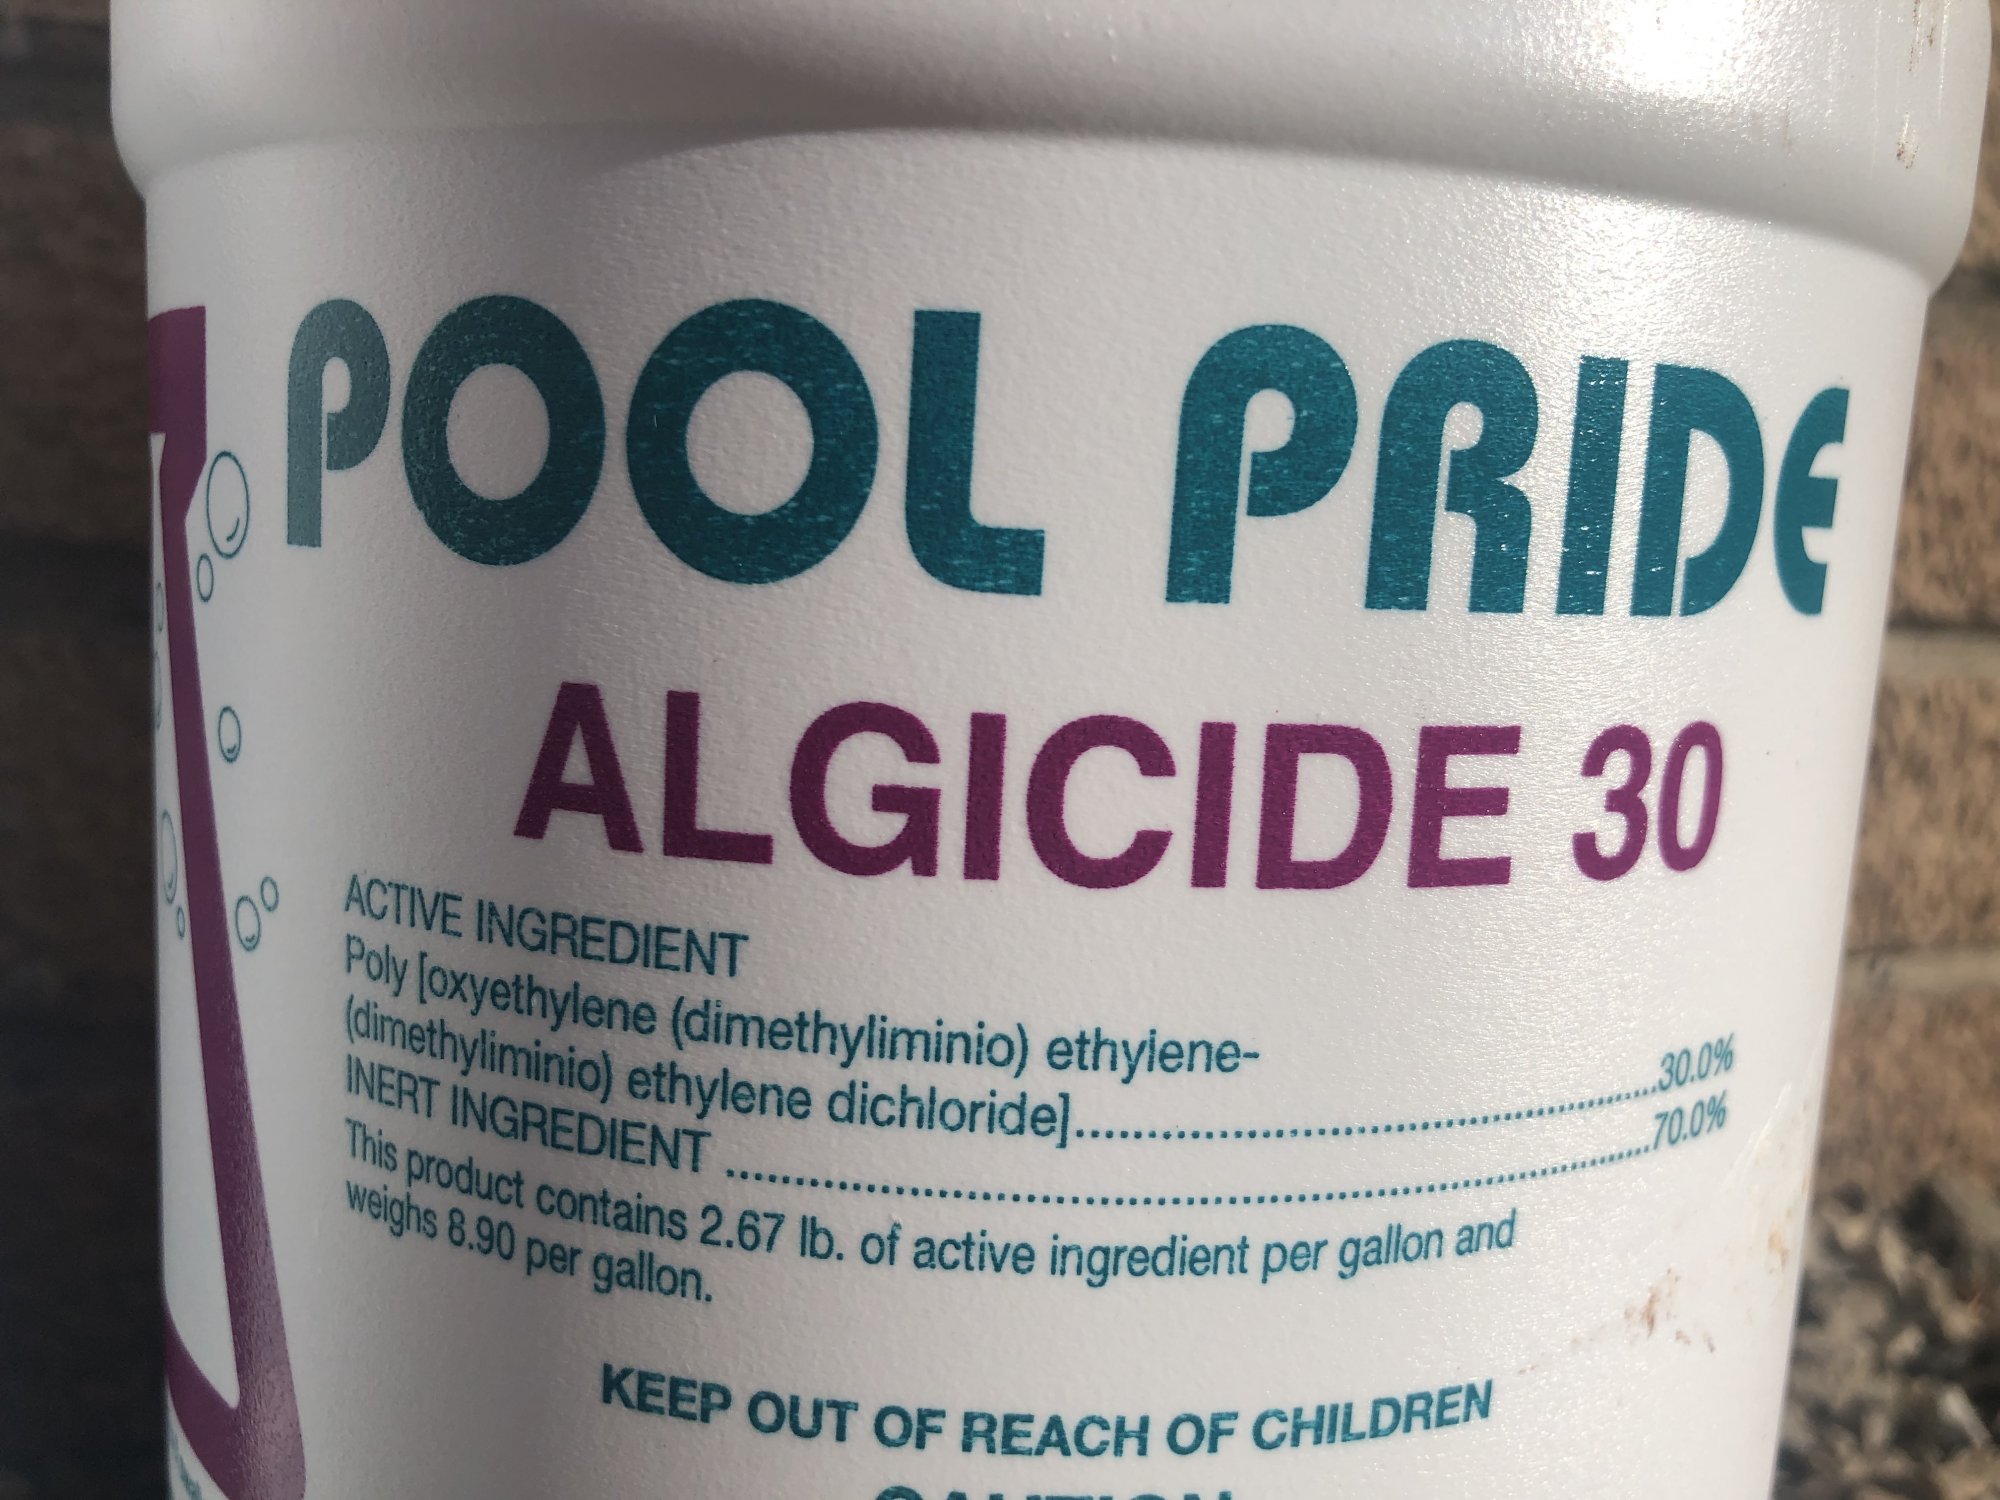 POOL PRIDE
ALGICIDE 30
ACTIVE INGREDIENT
Poly [oxyethylene (dimethyliminio) ethylene-
(dimethyliminio) ethylene dichloride]..........................................................30.0%
INERT INGREDIENT ..........................................................................................70.0%
This product contains 2.67 lb. of active ingredient per gallon and
weighs 8.90 per gallon.
KEEP OUT OF REACH OF CHILDREN
CAUTION